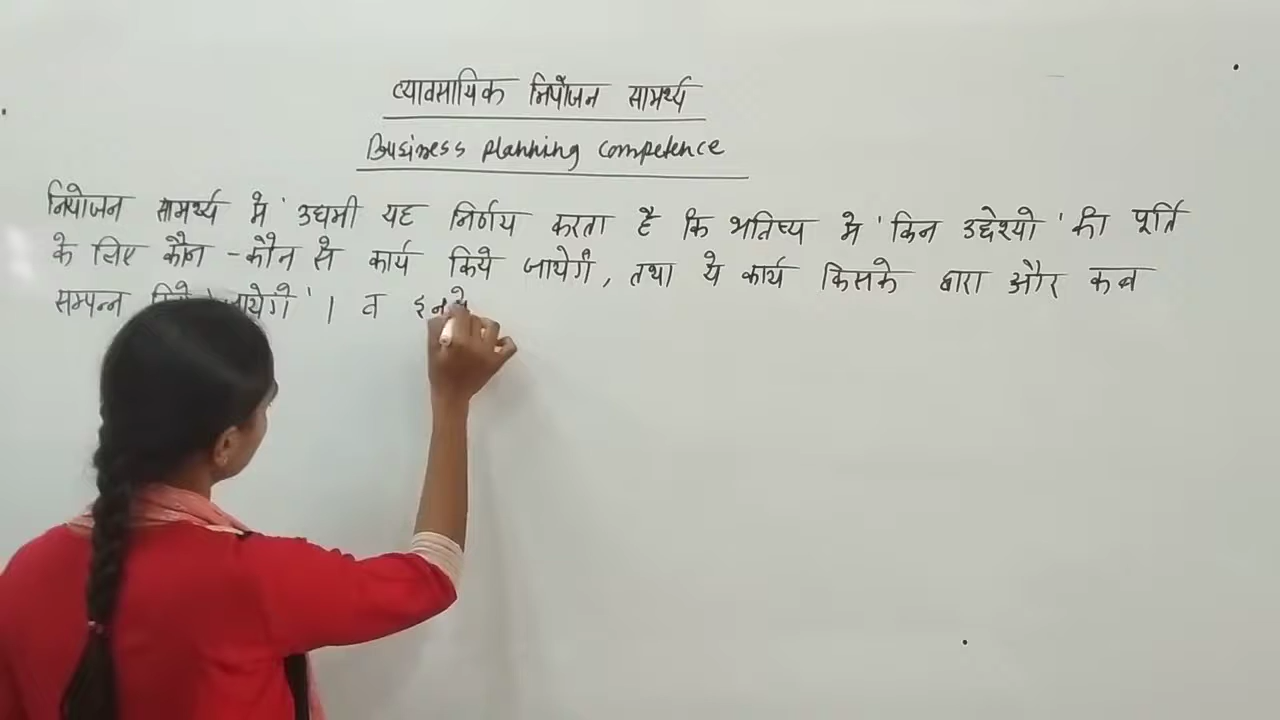 व्यावसायिक नियोजन सामर्थ्य
Business planning competence
नियोजन सामर्थ्य मे ' उद्यमी यह निर्णय करता है कि भविष्य मे ' किन उद्देश्यो ' की पूर्ति
के लिए कौन - कौन से कार्य किये जायेगें, तथा ये कार्य किसके द्वारा और कब
सम्पन्न जायेगे ' । व